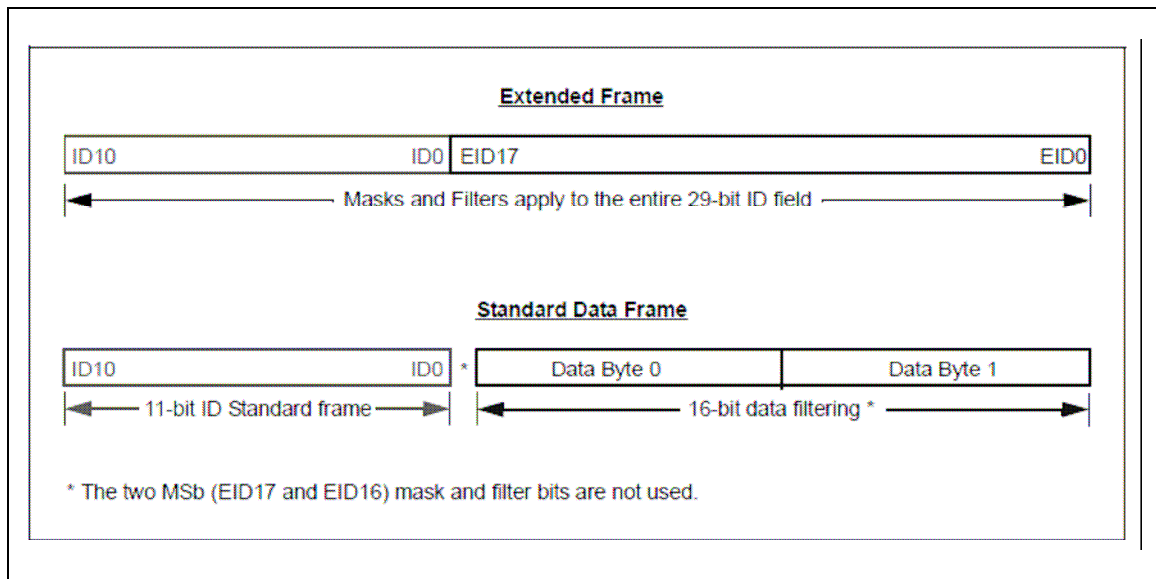 Extended Frame
ID10 ID0 EID17 EID0
Masks and Filters apply to the entire 29-bit ID field
Standard Data Frame
ID10 ID0 * Data Byte 0 Data Byte 1
11-bit ID Standard frame 16-bit data filtering *
* The two MSb (EID17 and EID16) mask and filter bits are not used.